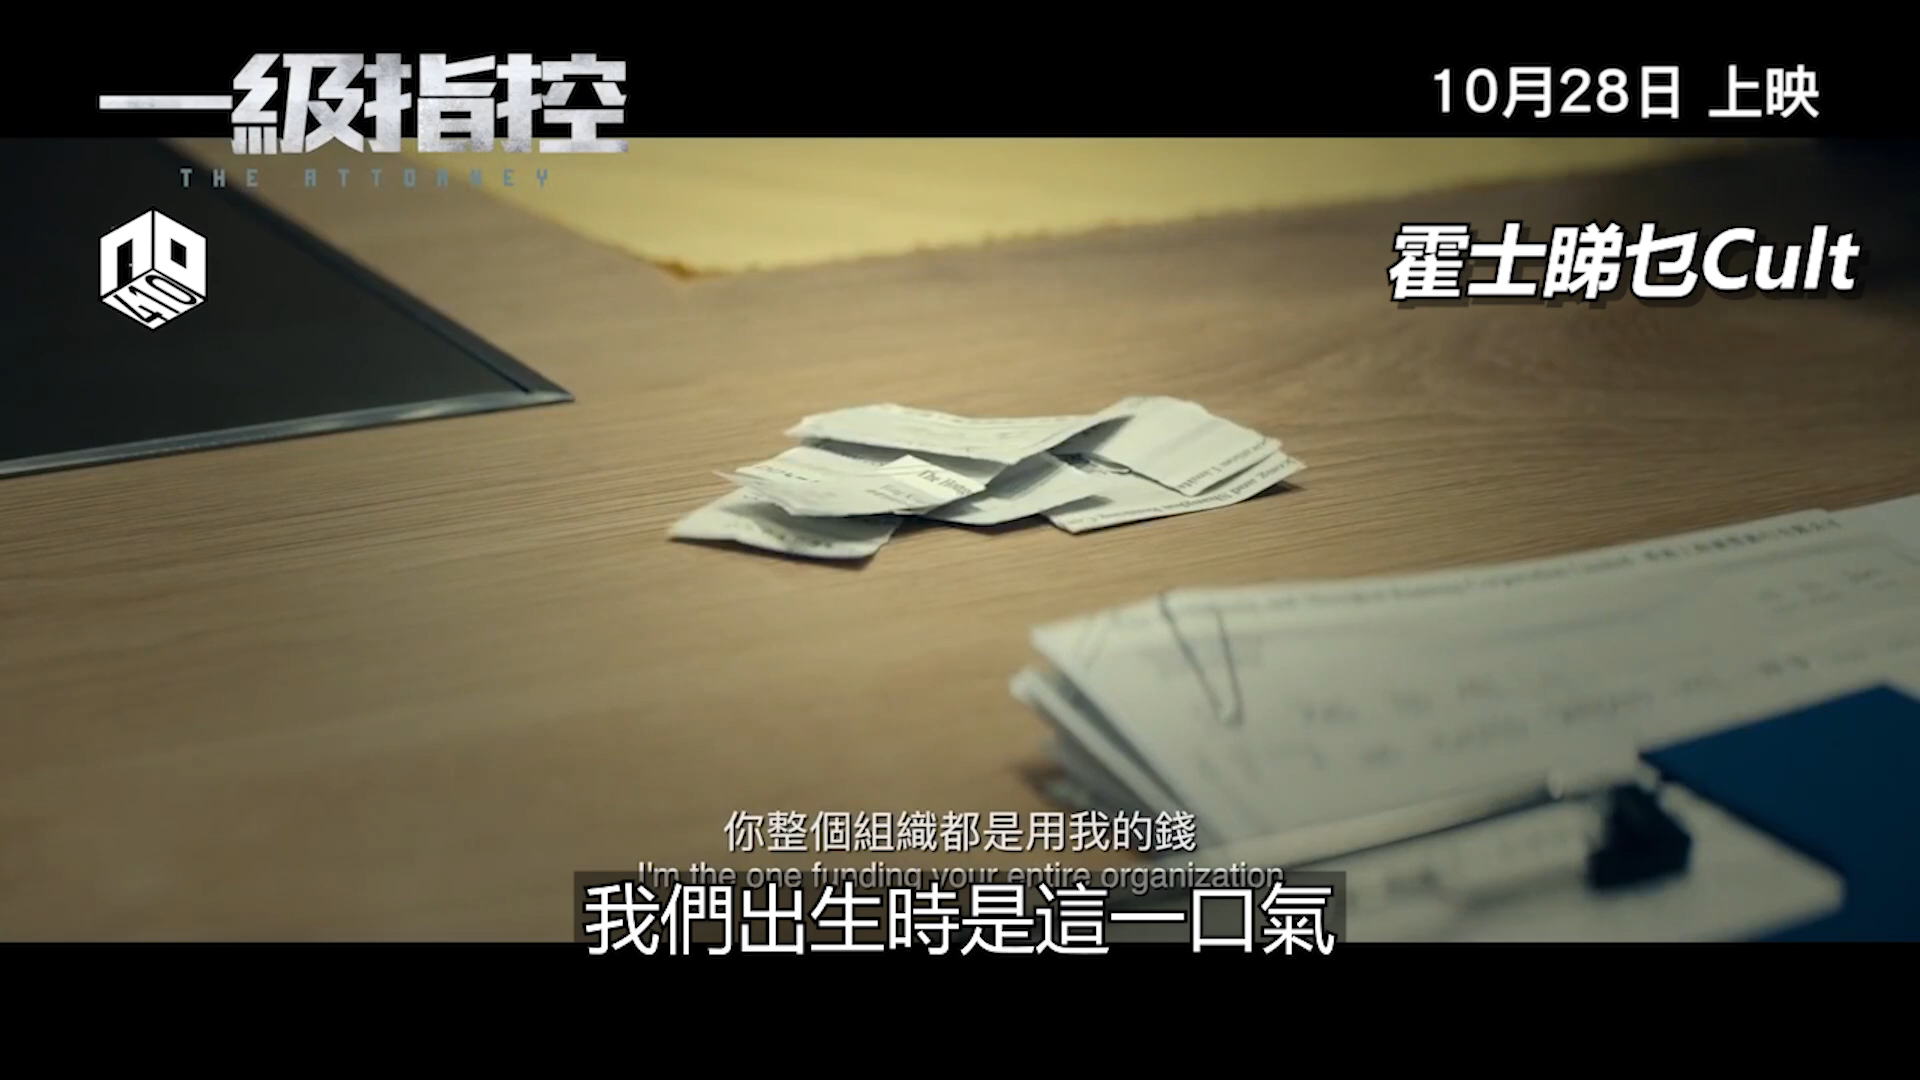 一級指控
THE ATTORNEY
10月28日 上映
霍士睇乜Cult
The Hong
你整個組織都是用我的錢
I'm the one funding your entire organization
我們出生時是這一口氣